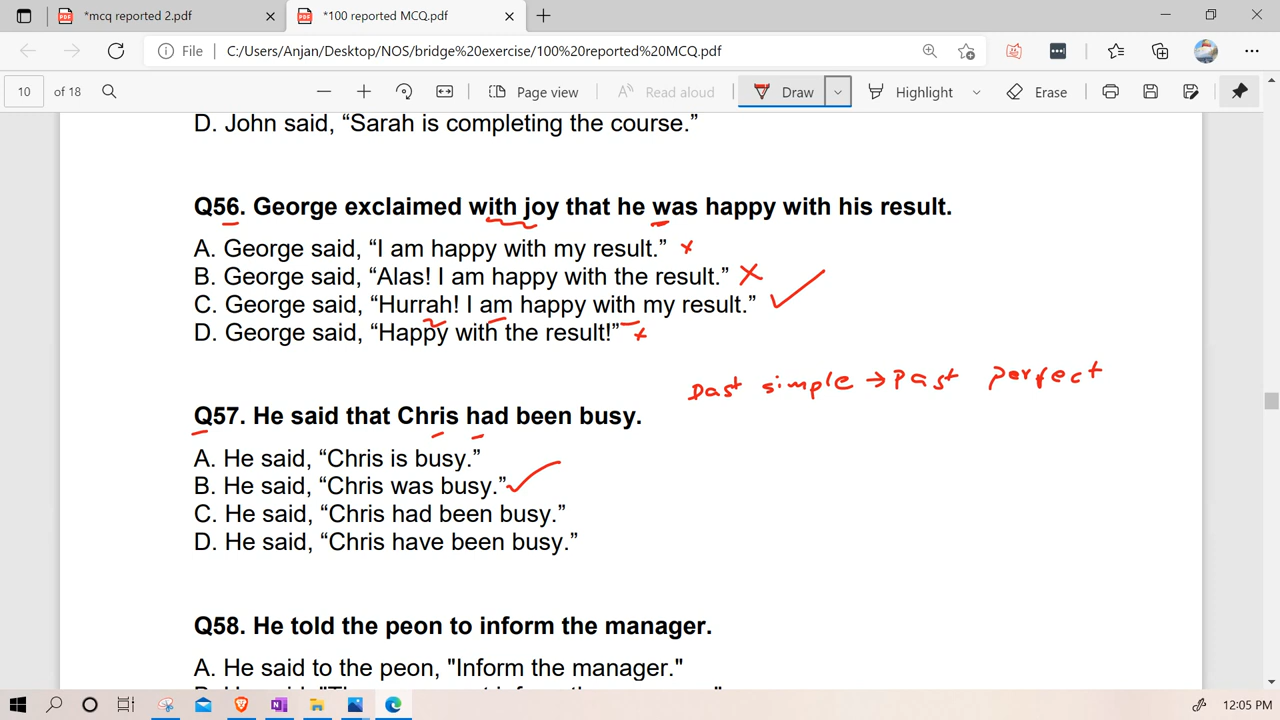 *mcq reported 2.pdf
*100 reported MCQ.pdf
File
C:/Users/Anjan/Desktop/NOS/bridge%20exercise/100%20reported%20MCQ.pdf
10 of 18
Page view
Read aloud
Draw
Highlight
Erase
D. John said, “Sarah is completing the course.”
Q56. George exclaimed with joy that he was happy with his result.
A. George said, “I am happy with my result.”
B. George said, “Alas! I am happy with the result.”
C. George said, “Hurrah! I am happy with my result.”
D. George said, “Happy with the result!”
Past simple → Past perfect
Q57. He said that Chris had been busy.
A. He said, “Chris is busy.”
B. He said, “Chris was busy.”
C. He said, “Chris had been busy.”
D. He said, “Chris have been busy.”
Q58. He told the peon to inform the manager.
A. He said to the peon, "Inform the manager."
12:05 PM